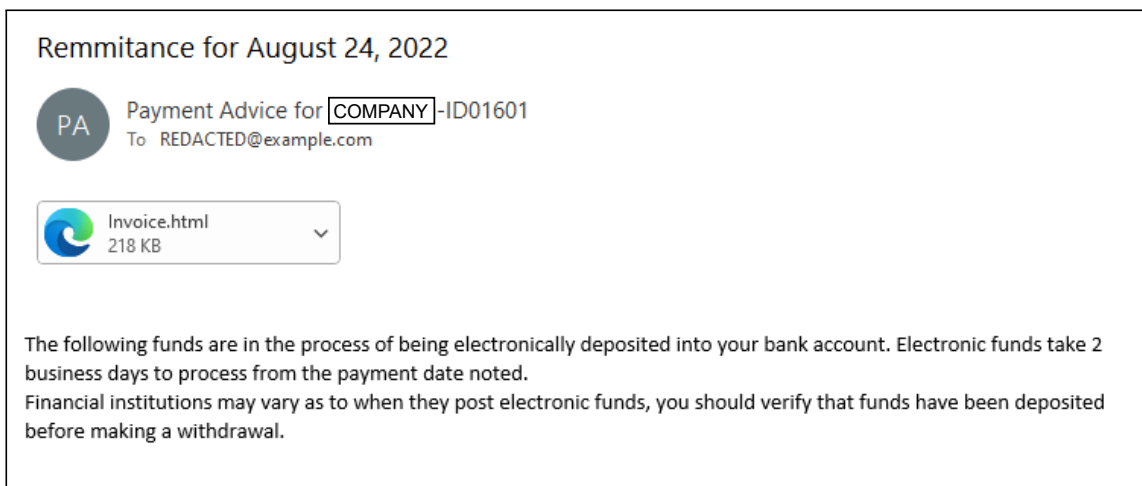 Remmitance for August 24, 2022
PA
Payment Advice for COMPANY-ID01601
To REDACTED@example.com
Invoice.html
218 KB
The following funds are in the process of being electronically deposited into your bank account. Electronic funds take 2
business days to process from the payment date noted.
Financial institutions may vary as to when they post electronic funds, you should verify that funds have been deposited
before making a withdrawal.